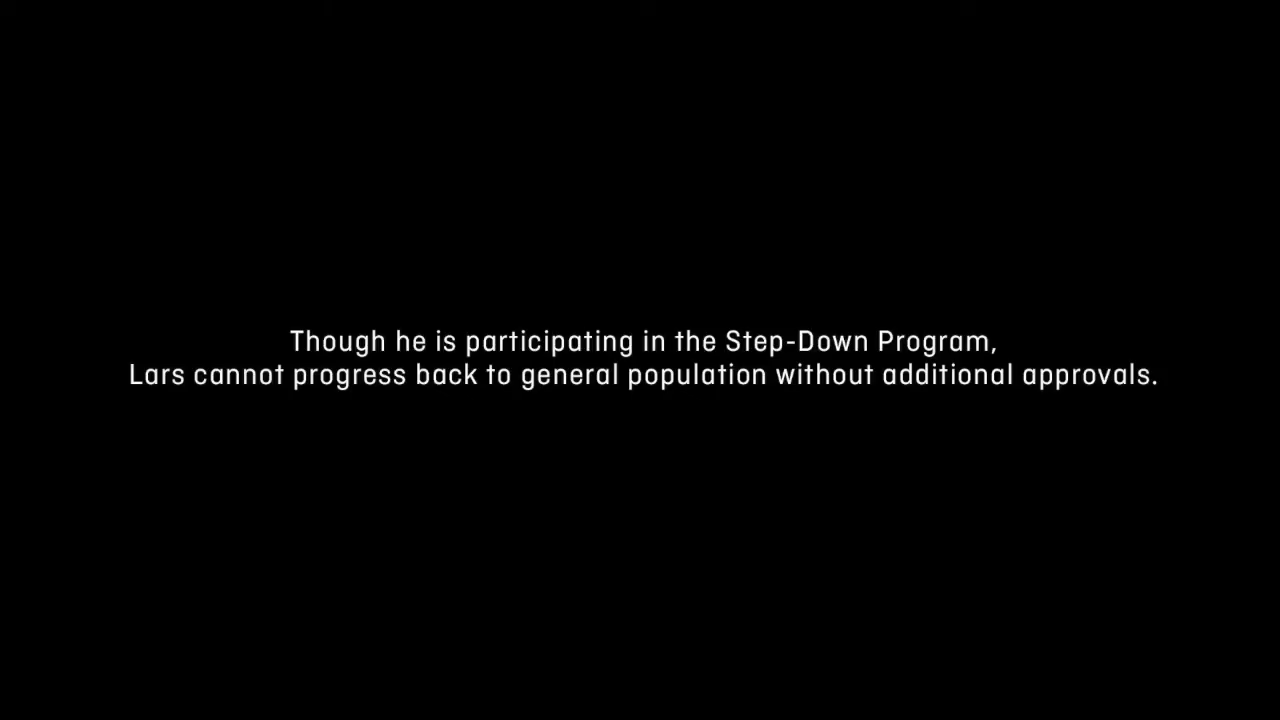 Though he is participating in the Step-Down Program,
Lars cannot progress back to general population without additional approvals.